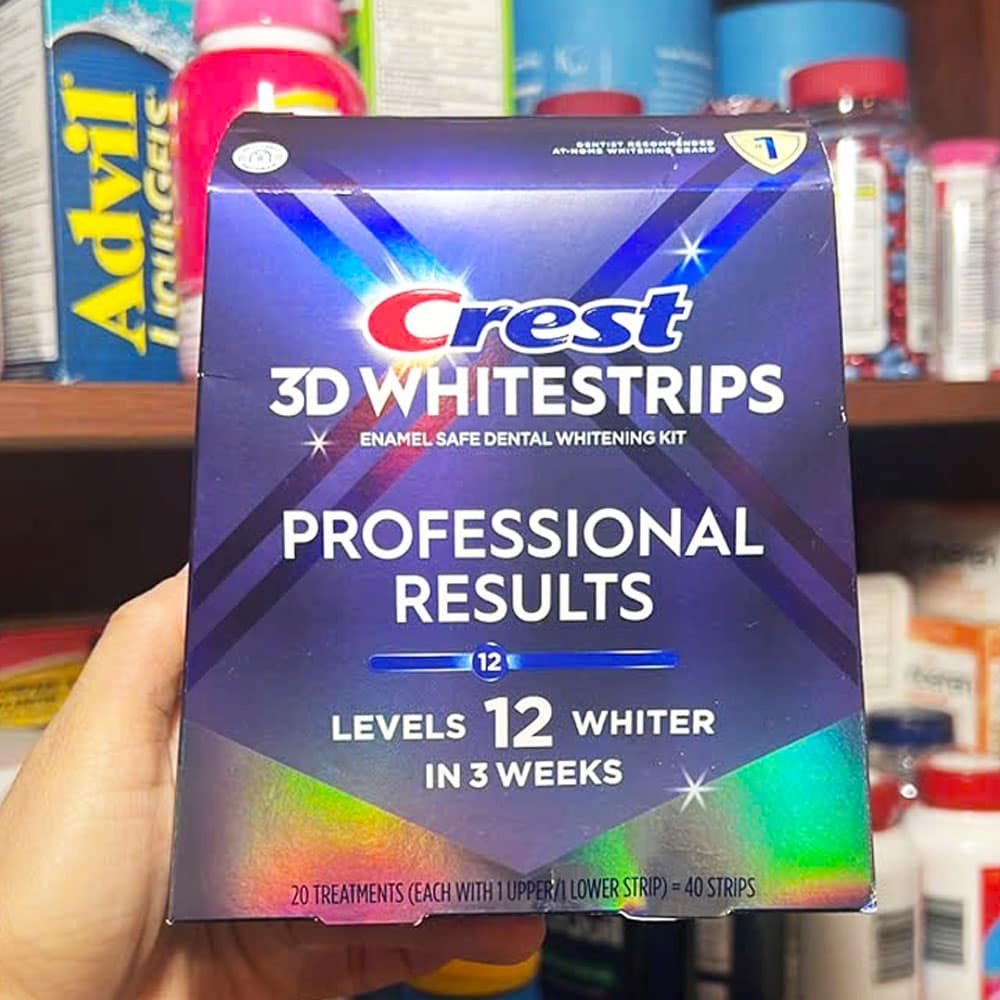 Advil
LIQUI-GELS
DENTIST RECOMMENDED
AT-HOME WHITENING BRAND
#1
Crest
3D WHITESTRIPS
ENAMEL SAFE DENTAL WHITENING KIT
PROFESSIONAL
RESULTS
12
LEVELS 12 WHITER
IN 3 WEEKS
20 TREATMENTS (EACH WITH 1 UPPER/1 LOWER STRIP) = 40 STRIPS